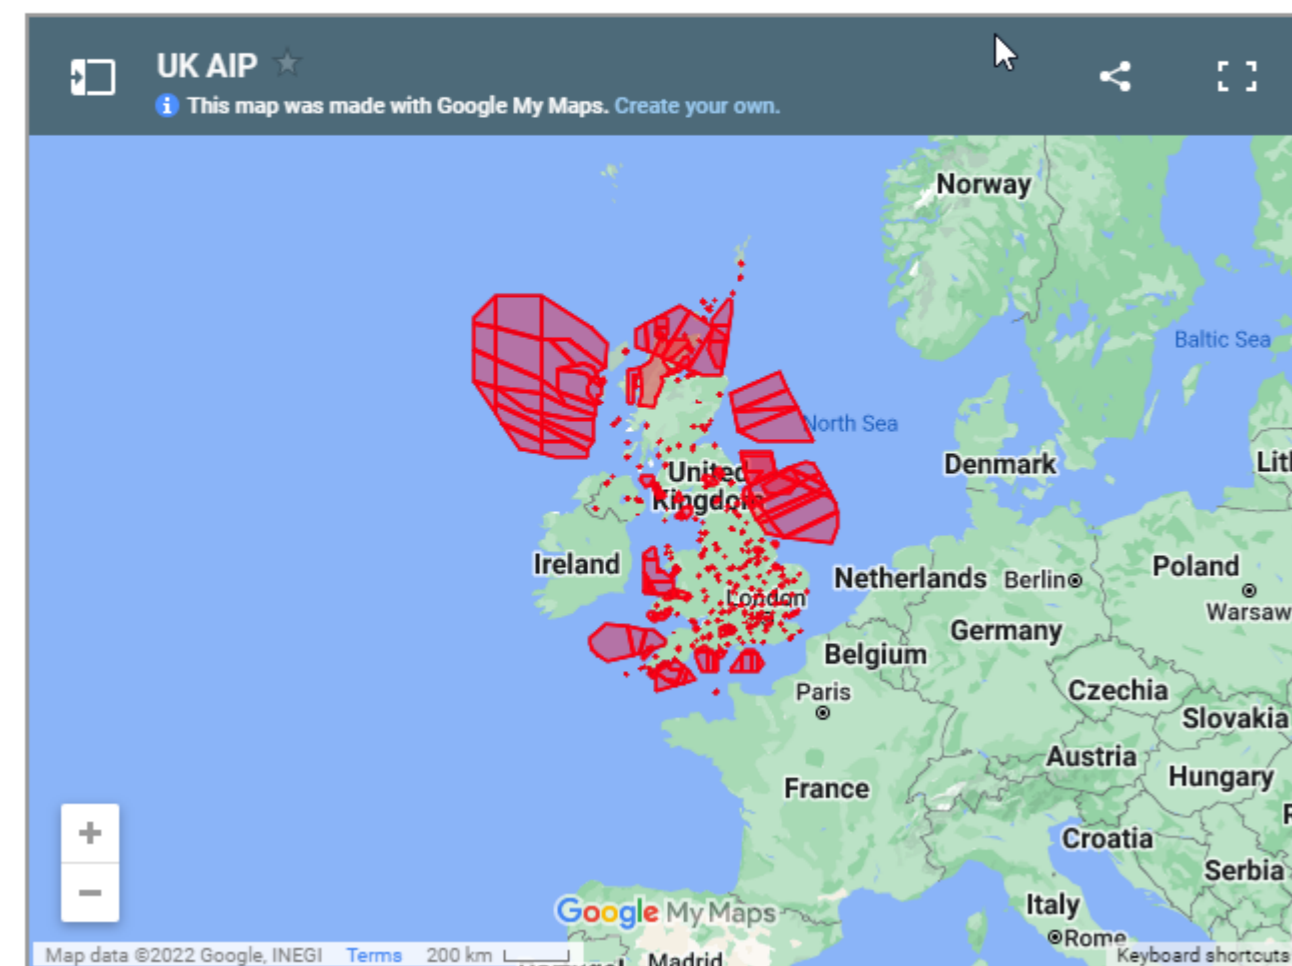 UK AIP
This map was made with Google My Maps. Create your own.
Norway
Baltic Sea
North Sea
Denmark
United
Kingdom
Ireland
Netherlands
Berlin
Poland
Warsaw
London
Germany
Belgium
Paris
Czechia
Slovakia
Austria
Hungary
France
Croatia
Serbia
Italy
Google My Maps
Rome
Map data ©2022 Google, INEGI Terms 200 km
Madrid
Keyboard shortcuts